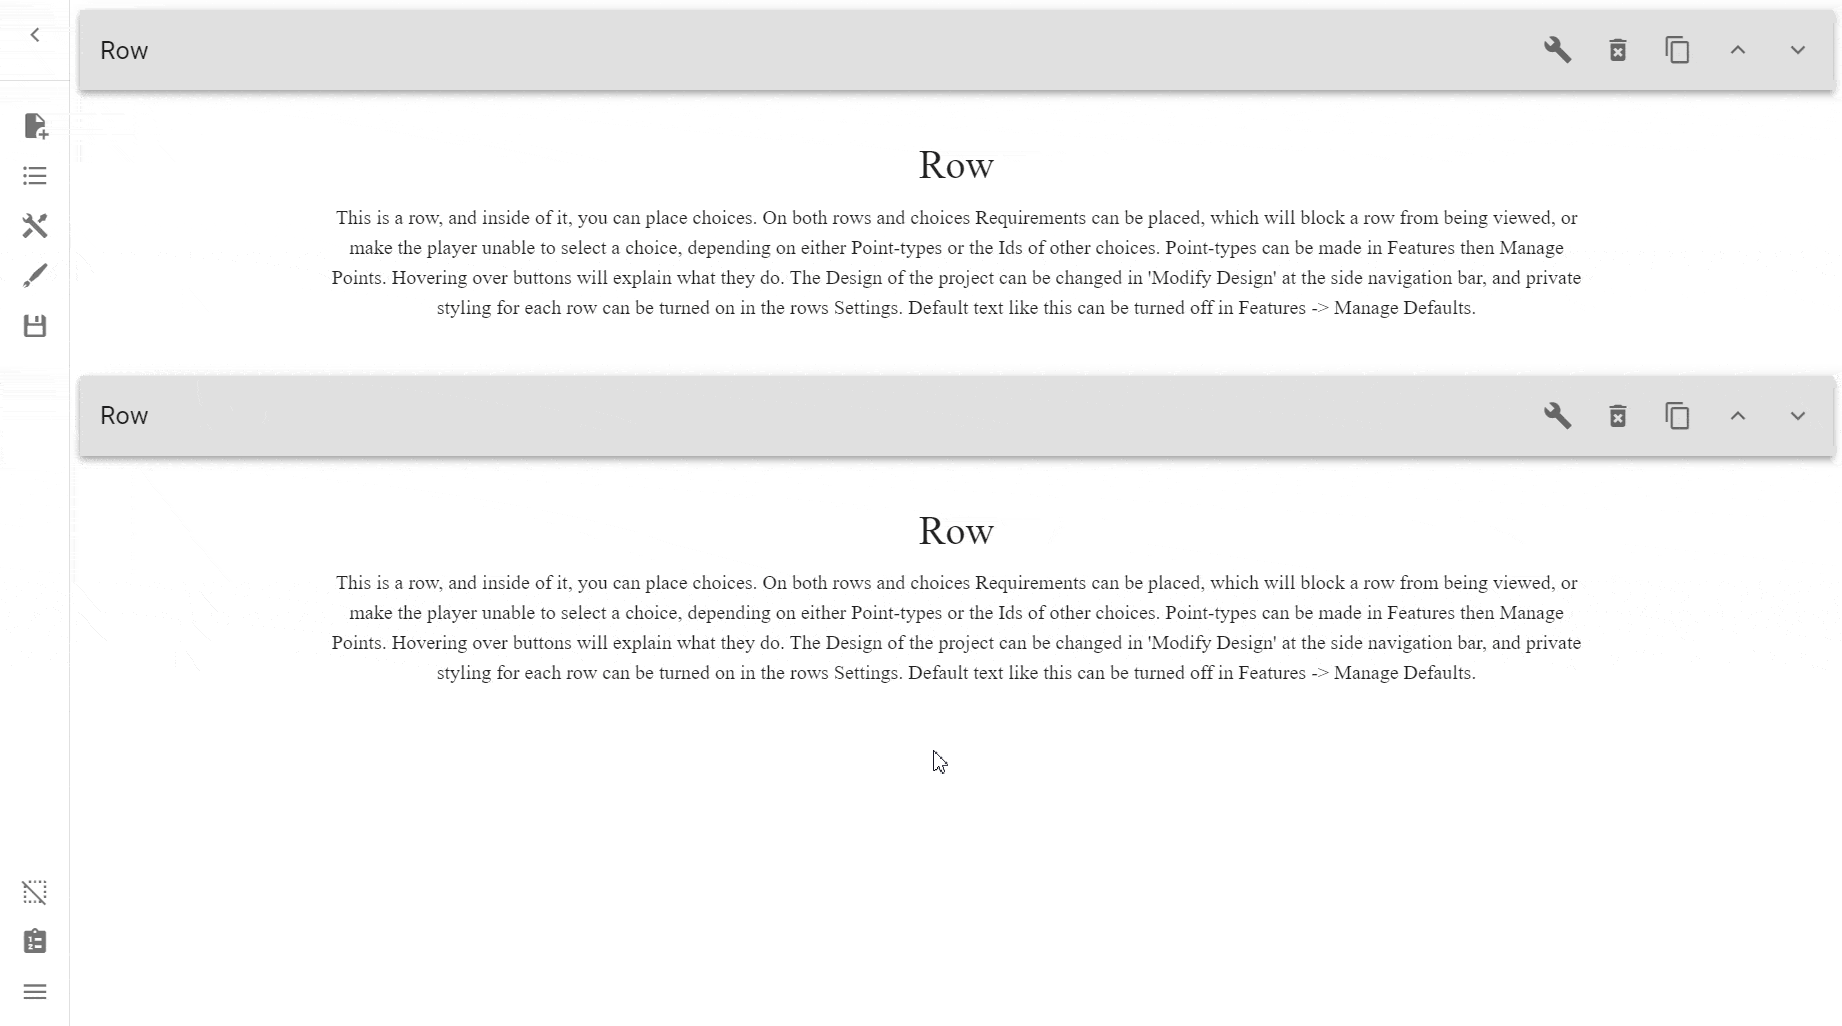 Row
Row
This is a row, and inside of it, you can place choices. On both rows and choices Requirements can be placed, which will block a row from being viewed, or
make the player unable to select a choice, depending on either Point-types or the Ids of other choices. Point-types can be made in Features then Manage
Points. Hovering over buttons will explain what they do. The Design of the project can be changed in 'Modify Design' at the side navigation bar, and private
styling for each row can be turned on in the rows Settings. Default text like this can be turned off in Features -> Manage Defaults.
Row
Row
This is a row, and inside of it, you can place choices. On both rows and choices Requirements can be placed, which will block a row from being viewed, or
make the player unable to select a choice, depending on either Point-types or the Ids of other choices. Point-types can be made in Features then Manage
Points. Hovering over buttons will explain what they do. The Design of the project can be changed in 'Modify Design' at the side navigation bar, and private
styling for each row can be turned on in the rows Settings. Default text like this can be turned off in Features -> Manage Defaults.